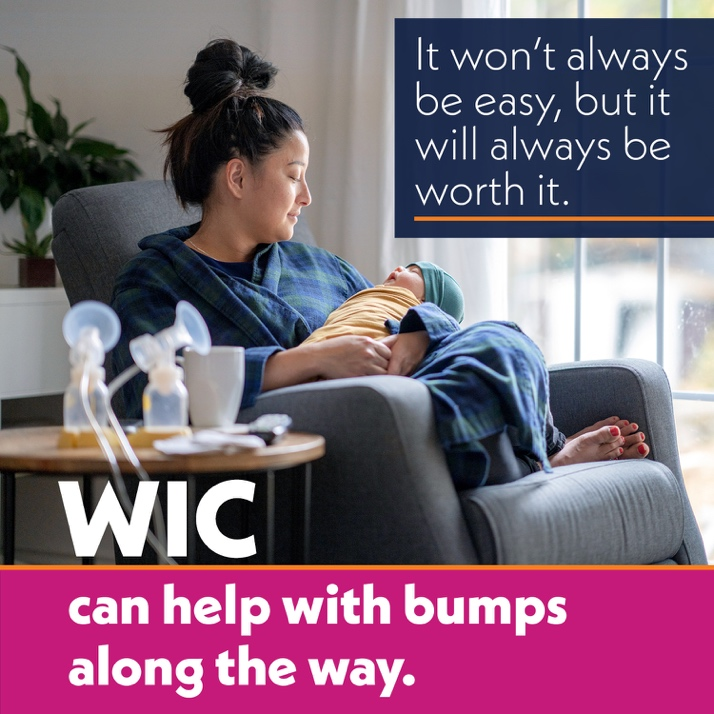 It won't always
be easy, but it
will always be
worth it.
WIC
can help with bumps
along the way.